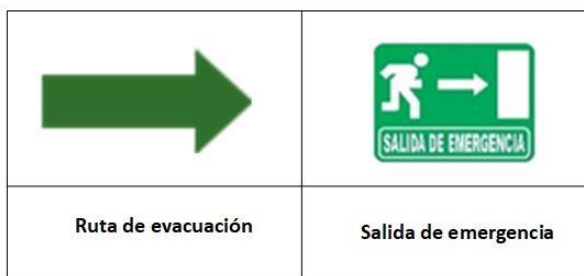 SALIDA DE EMERGENCIA
Ruta de evacuación
Salida de emergencia